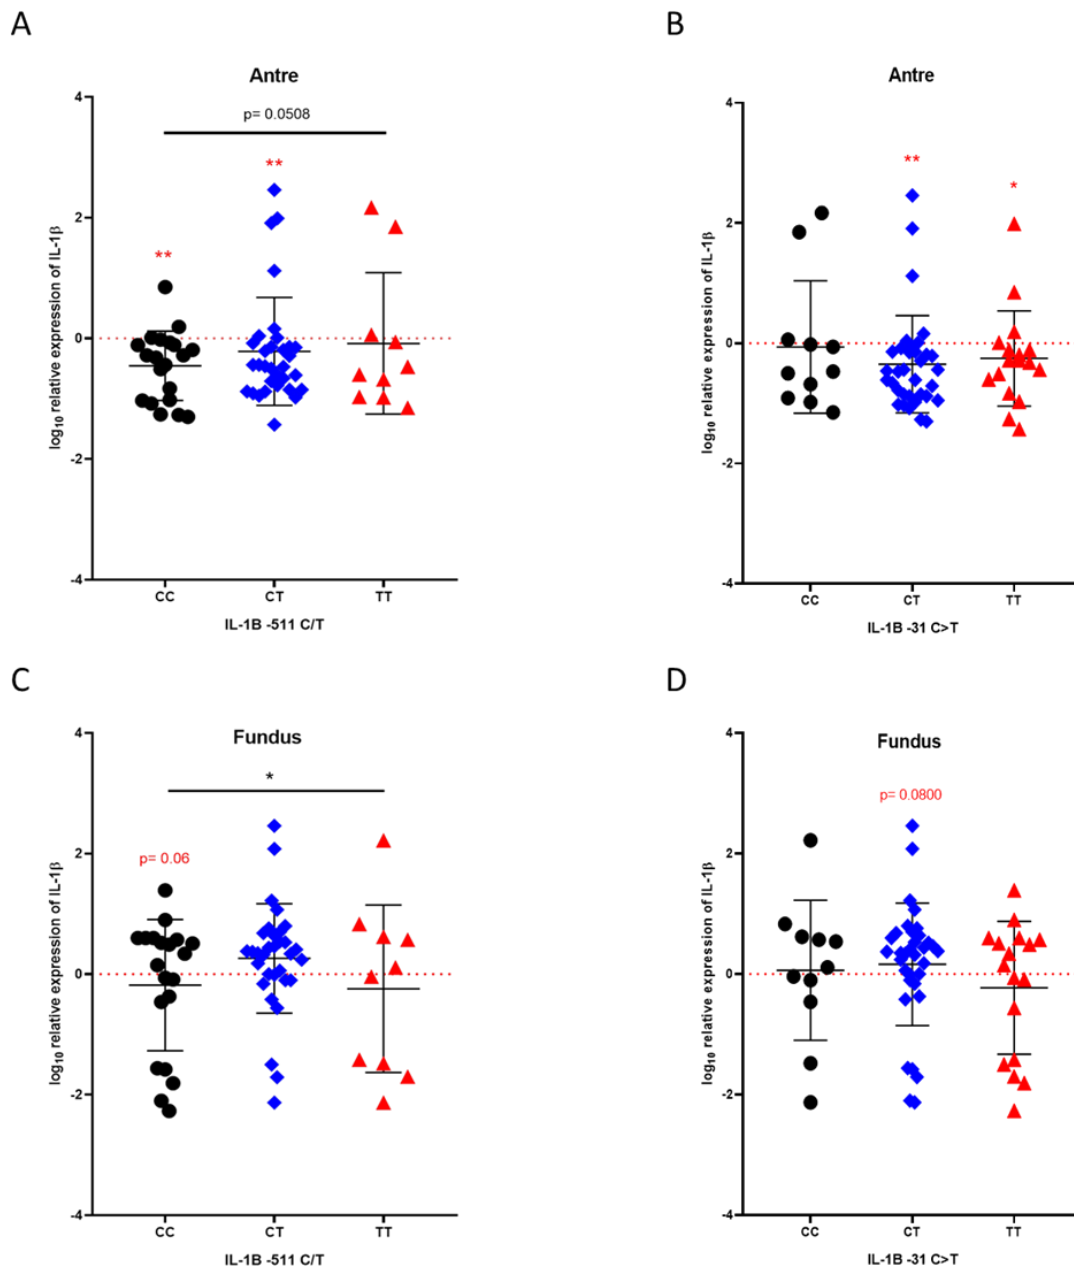 A
Antre
p= 0.0508
**
**
log10 relative expression of IL-1β
4
2
0
-2
-4
CC
CT
TT
IL-1B -511 C/T
B
Antre
**
*
log10 relative expression of IL-1β
4
2
0
-2
-4
CC
CT
TT
IL-1B -31 C>T
C
Fundus
*
p= 0.06
log10 relative expression of IL-1β
4
2
0
-2
-4
CC
CT
TT
IL-1B -511 C/T
D
Fundus
p= 0.0800
log10 relative expression of IL-1β
4
2
0
-2
-4
CC
CT
TT
IL-1B -31 C>T